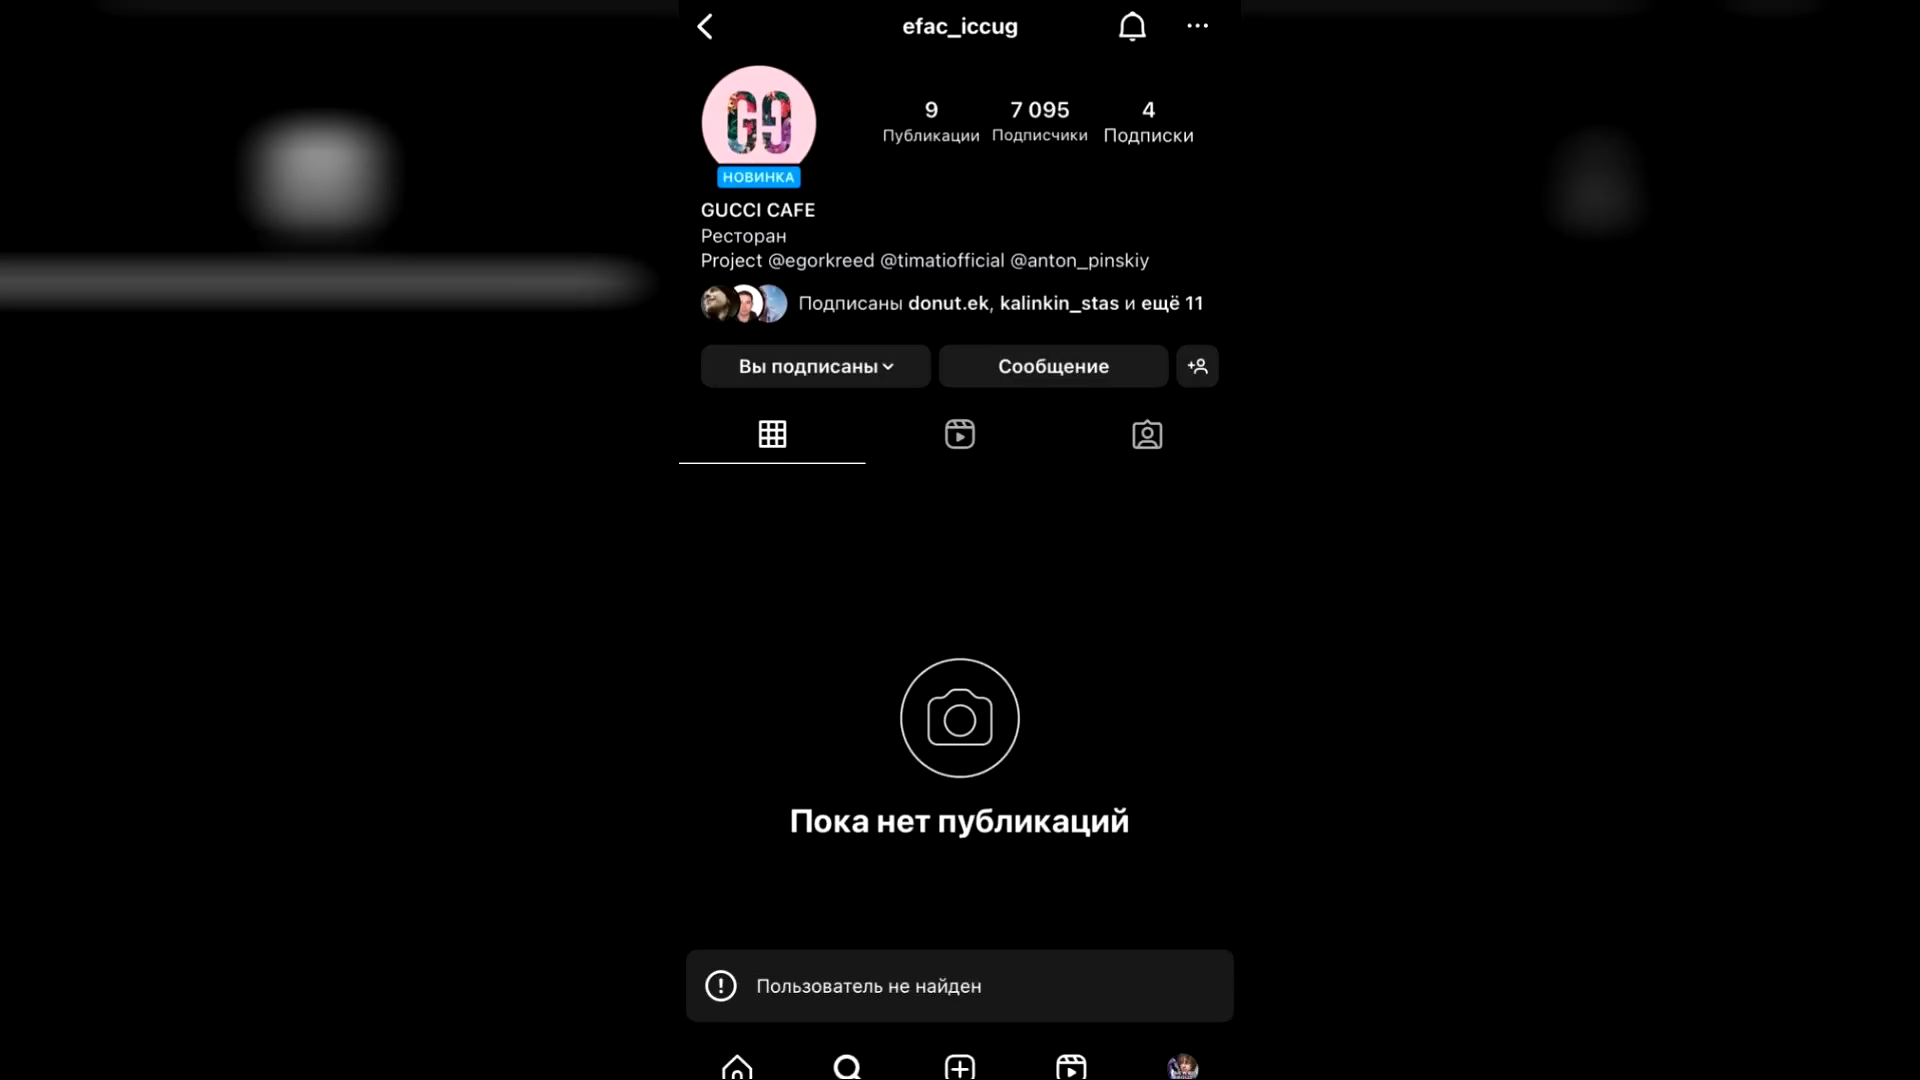 efac_iccug
GG
9
7 095
4
Публикации
Подписчики
Подписки
НОВИНКА
GUCCI CAFE
Ресторан
Project @egorkreed @timatiofficial @anton_pinskiy
Подписаны donut.ek, kalinkin_stas и ещё 11
Вы подписаны
Сообщение
Пока нет публикаций
Пользователь не найден